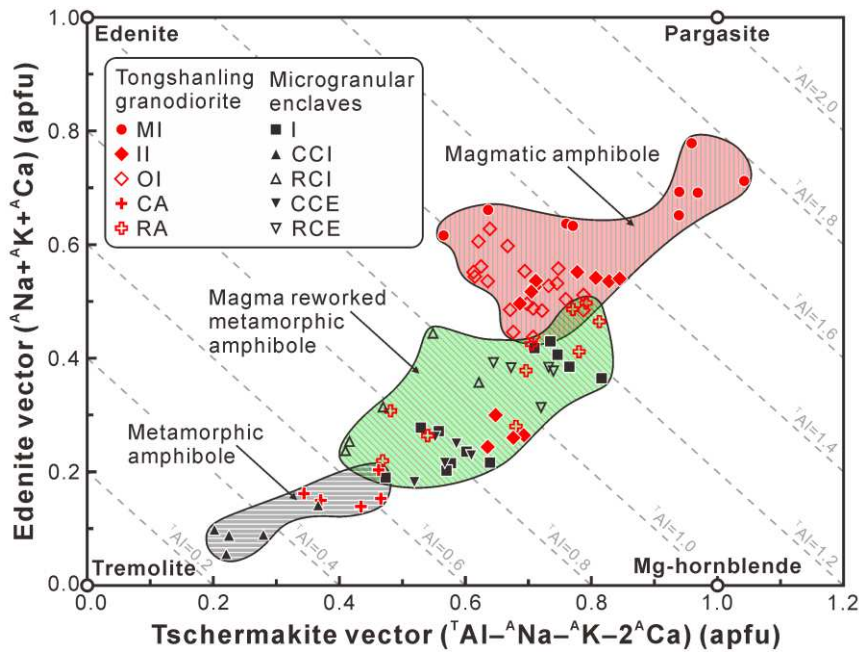 1.0
Edenite
Pargasite
Tongshanling granodiorite
MI
II
OI
CA
RA
Microgranular enclaves
I
CCI
RCI
CCE
RCE
ᵀAl=2.0
0.8
Magmatic amphibole
ᵀAl=1.8
0.6
Magma reworked
metamorphic
amphibole
ᵀAl=1.6
0.4
Metamorphic
amphibole
ᵀAl=1.4
0.2
ᵀAl=0.2
ᵀAl=0.4
ᵀAl=0.6
ᵀAl=0.8
ᵀAl=1.0
ᵀAl=1.2
0.0
Tremolite
Mg-hornblende
0.0
0.2
0.4
0.6
0.8
1.0
1.2
Edenite vector (ᴬNa+ᴬK+ᴬCa) (apfu)
Tschermakite vector (ᵀAl–ᴬNa–ᴬK–2ᴬCa) (apfu)